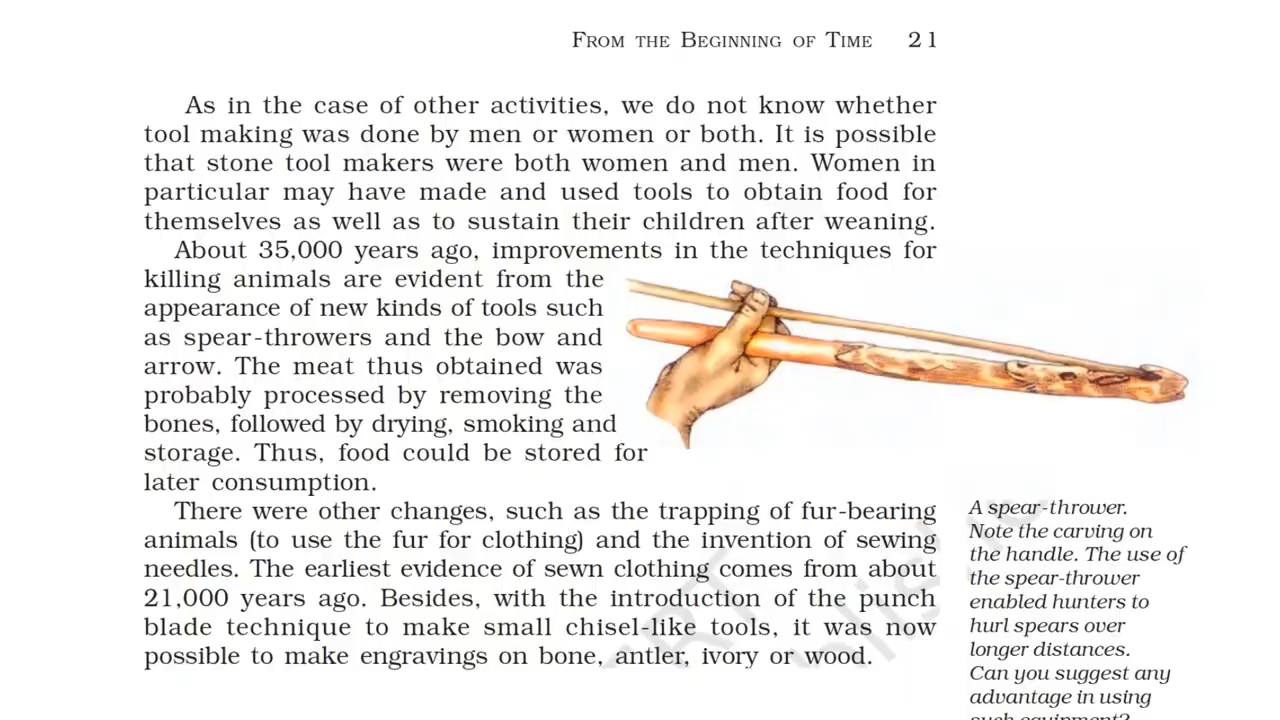 FROM THE BEGINNING OF TIME 21
As in the case of other activities, we do not know whether
tool making was done by men or women or both. It is possible
that stone tool makers were both women and men. Women in
particular may have made and used tools to obtain food for
themselves as well as to sustain their children after weaning.
About 35,000 years ago, improvements in the techniques for
killing animals are evident from the
appearance of new kinds of tools such
as spear-throwers and the bow and
arrow. The meat thus obtained was
probably processed by removing the
bones, followed by drying, smoking and
storage. Thus, food could be stored for
later consumption.
There were other changes, such as the trapping of fur-bearing
animals (to use the fur for clothing) and the invention of sewing
needles. The earliest evidence of sewn clothing comes from about
21,000 years ago. Besides, with the introduction of the punch
blade technique to make small chisel-like tools, it was now
possible to make engravings on bone, antler, ivory or wood.
A spear-thrower.
Note the carving on
the handle. The use of
the spear-thrower
enabled hunters to
hurl spears over
longer distances.
Can you suggest any
advantage in using
such equipment?